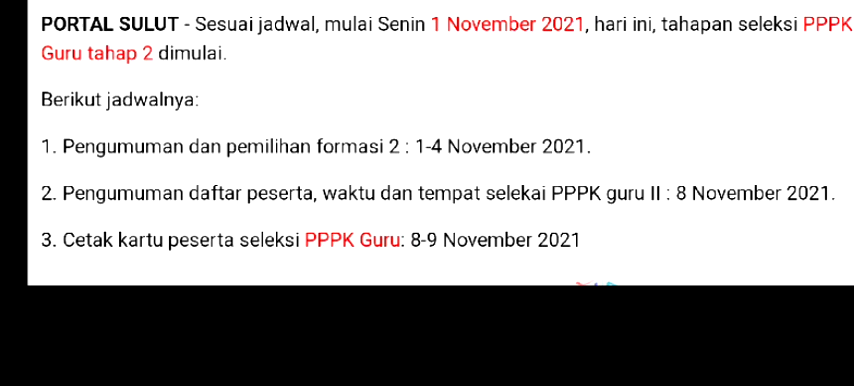 PORTAL SULUT - Sesuai jadwal, mulai Senin 1 November 2021, hari ini, tahapan seleksi PPPK
Guru tahap 2 dimulai.
Berikut jadwalnya:
1. Pengumuman dan pemilihan formasi 2 : 1-4 November 2021.
2. Pengumuman daftar peserta, waktu dan tempat selekai PPPK guru II : 8 November 2021.
3. Cetak kartu peserta seleksi PPPK Guru: 8-9 November 2021